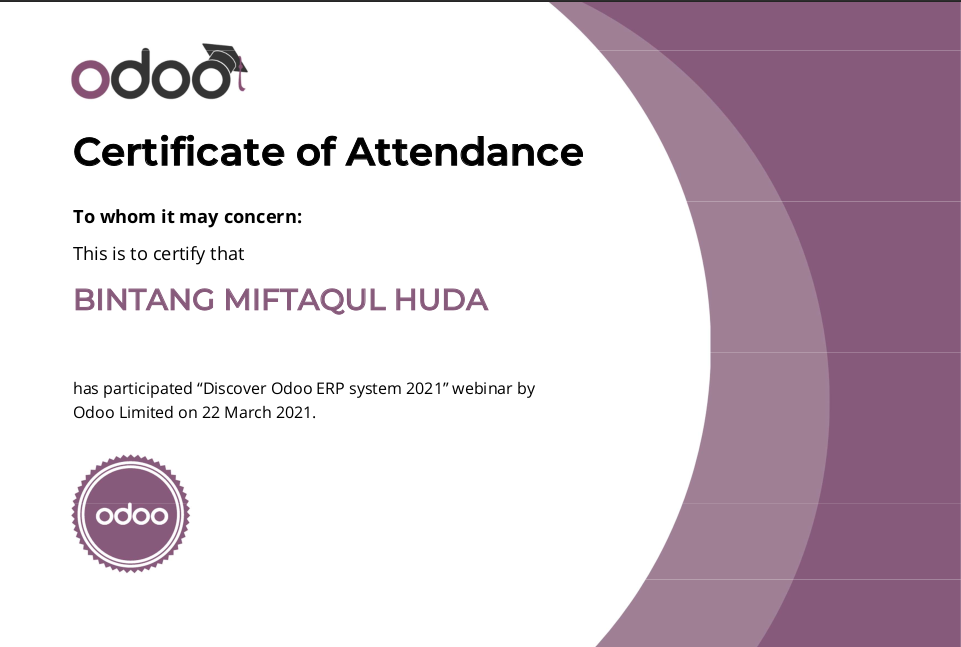 odoo
Certificate of Attendance
To whom it may concern:
This is to certify that
BINTANG MIFTAQUL HUDA
has participated “Discover Odoo ERP system 2021” webinar by
Odoo Limited on 22 March 2021.
odoo